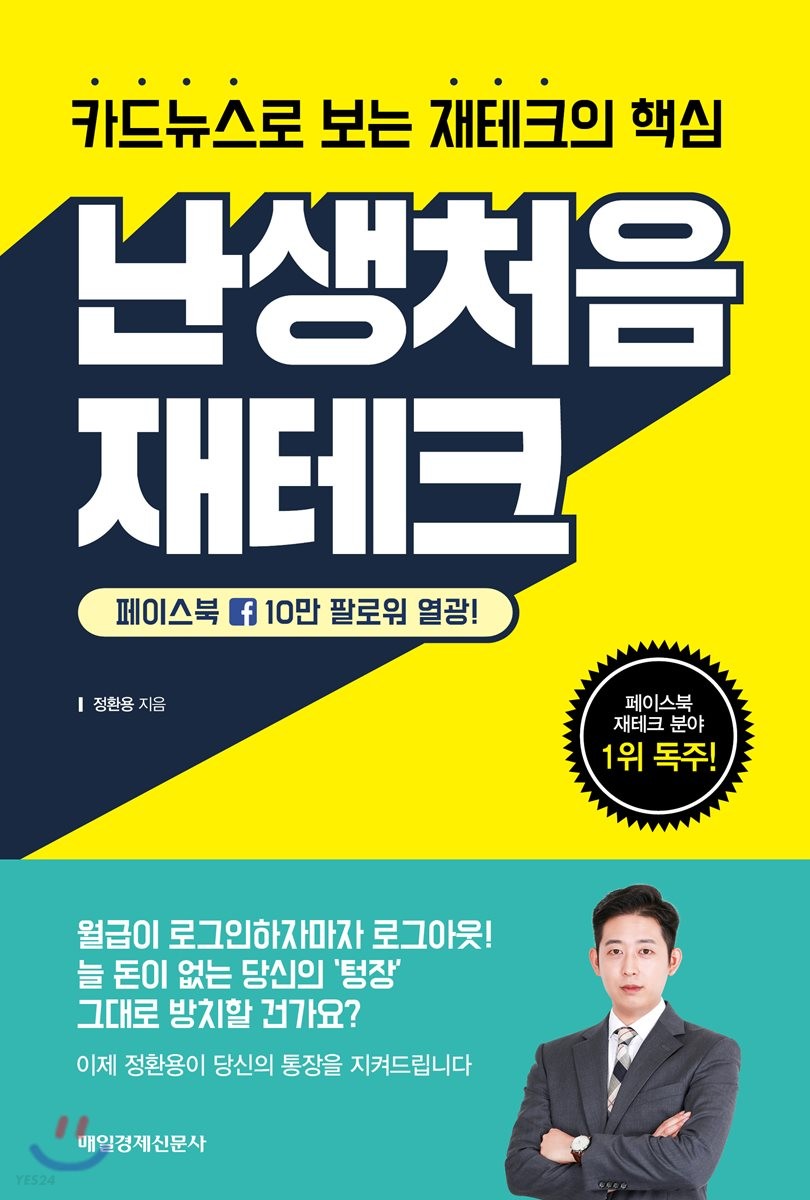 카드뉴스로 보는 재테크의 핵심
난생처음
재테크
페이스북 f 10만 팔로워 열광!
정환용 지음
페이스북
재테크 분야
1위 독주!
월급이 로그인하자마자 로그아웃!
늘 돈이 없는 당신의 '텅장'
그대로 방치할 건가요?
이제 정환용이 당신의 통장을 지켜드립니다
매일경제신문사
YES24